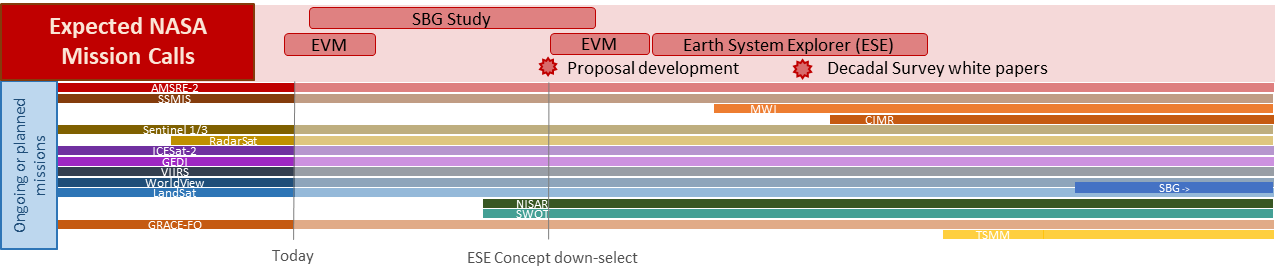 Expected NASA
Mission Calls
SBG Study
EVM
EVM
Earth System Explorer (ESE)
Proposal development
Decadal Survey white papers
Ongoing or planned
missions
AMSRE-2
SSMIS
MWI
CIMR
Sentinel 1/3
RadarSat
ICESat-2
GEDI
VIIRS
WorldView
SBG ->
LandSat
NISAR
SWOT
GRACE-FO
TSMM
Today
ESE Concept down-select